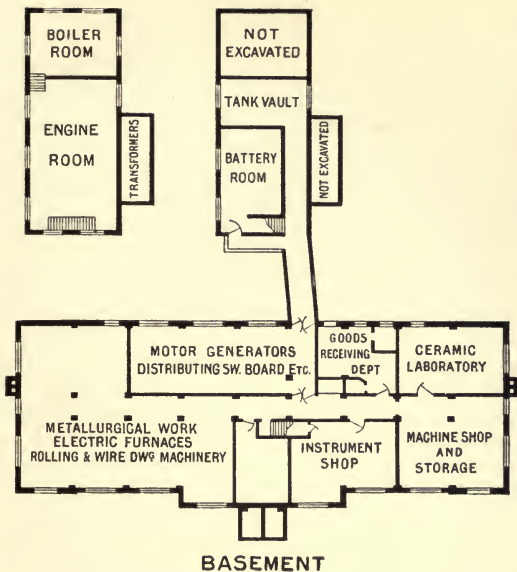 BOILER
ROOM
ENGINE
ROOM
TRANSFORMERS
NOT
EXCAVATED
TANK VAULT
BATTERY
ROOM
NOT EXCAVATED
MOTOR GENERATORS
DISTRIBUTING SW. BOARD ETC.
GOODS
RECEIVING
DEPT
CERAMIC
LABORATORY
METALLURGICAL WORK
ELECTRIC FURNACES
ROLLING & WIRE DWG MACHINERY
INSTRUMENT
SHOP
MACHINE SHOP
AND
STORAGE
BASEMENT